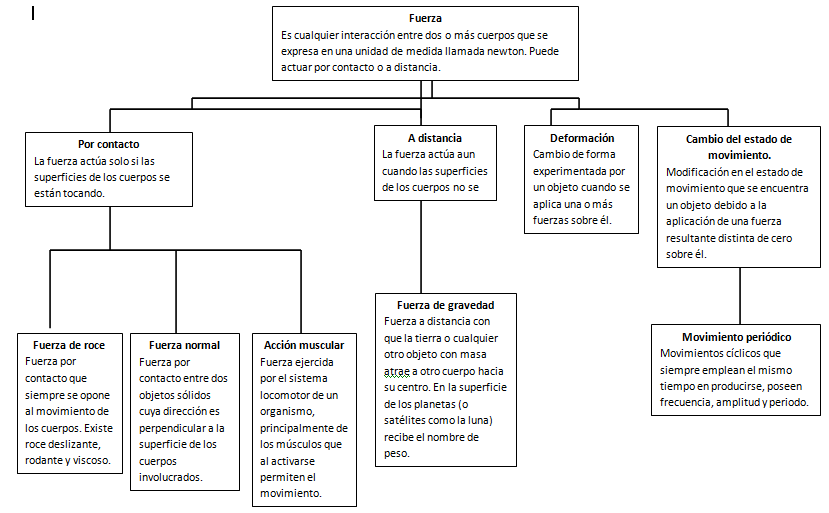 Fuerza
Es cualquier interacción entre dos o más cuerpos que se
expresa en una unidad de medida llamada newton. Puede
actuar por contacto o a distancia.
Por contacto
La fuerza actúa solo si las
superficies de los cuerpos se
están tocando.
A distancia
La fuerza actúa aun
cuando las superficies
de los cuerpos no se
Deformación
Cambio de forma
experimentada por
un objeto cuando se
aplica una o más
fuerzas sobre él.
Cambio del estado de
movimiento.
Modificación en el estado de
movimiento que se encuentra
un objeto debido a la
aplicación de una fuerza
resultante distinta de cero
sobre él.
Fuerza de roce
Fuerza por
contacto que
siempre se opone
al movimiento de
los cuerpos. Existe
roce deslizante,
rodante y viscoso.
Fuerza normal
Fuerza por
contacto entre dos
objetos sólidos
cuya dirección es
perpendicular a la
superficie de los
cuerpos
involucrados.
Acción muscular
Fuerza ejercida
por el sistema
locomotor de un
organismo,
principalmente de
los músculos que
al activarse
permiten el
movimiento.
Fuerza de gravedad
Fuerza a distancia con
que la tierra o cualquier
otro objeto con masa
atrae a otro cuerpo hacia
su centro. En la superficie
de los planetas (o
satélites como la luna)
recibe el nombre de
peso.
Movimiento periódico
Movimientos cíclicos que
siempre emplean el mismo
tiempo en producirse, poseen
frecuencia, amplitud y periodo.